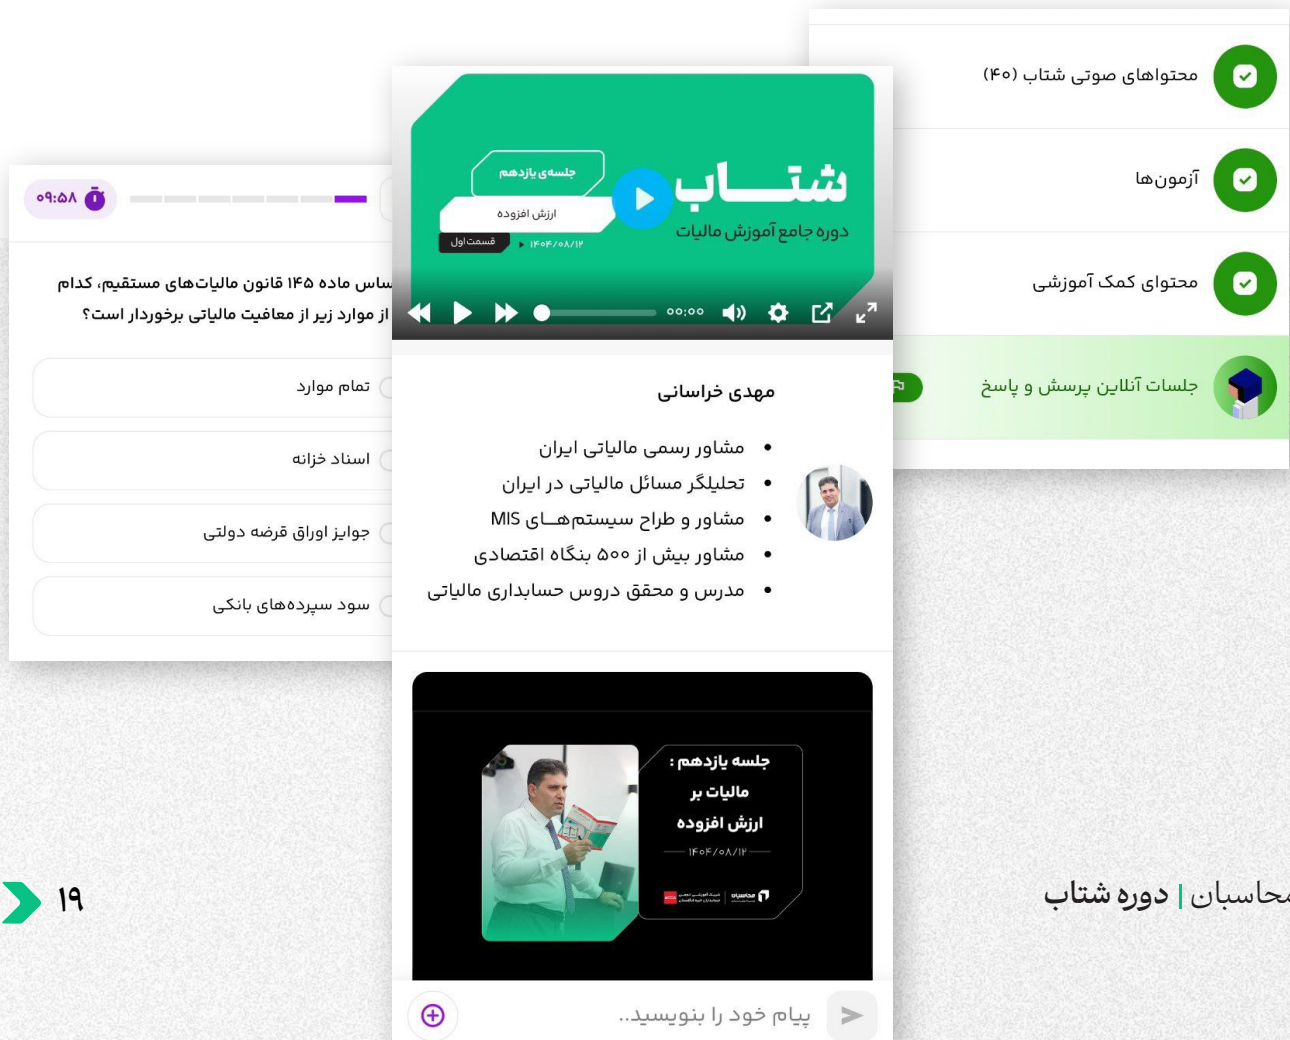 محتواهای صوتی شتاب (۴۰)
آزمون‌ها
محتوای کمک آموزشی
جلسات آنلاین پرسش و پاسخ
شتاب
دوره جامع آموزش مالیات
جلسه‌ی یازدهم
ارزش افزوده
۱۴۰۴/۰۸/۱۲
قسمت اول
۰۰:۰۰
مهدی خراسانی
مشاور رسمی مالیاتی ایران
تحلیلگر مسائل مالیاتی در ایران
مشاور و طراح سیستم‌هــای MIS
مشاور بیش از ۵۰۰ بنگاه اقتصادی
مدرس و محقق دروس حسابداری مالیاتی
جلسه یازدهم :
مالیات بر
ارزش افزوده
۱۴۰۴/۰۸/۱۲
محاسبان
پیام خود را بنویسید..
۰۹:۵۸
ساس ماده ۱۴۵ قانون مالیات‌های مستقیم، کدام
از موارد زیر از معافیت مالیاتی برخوردار است؟
تمام موارد
اسناد خزانه
جوایز اوراق قرضه دولتی
سود سپرده‌های بانکی
محاسبان | دوره شتاب
۱۹